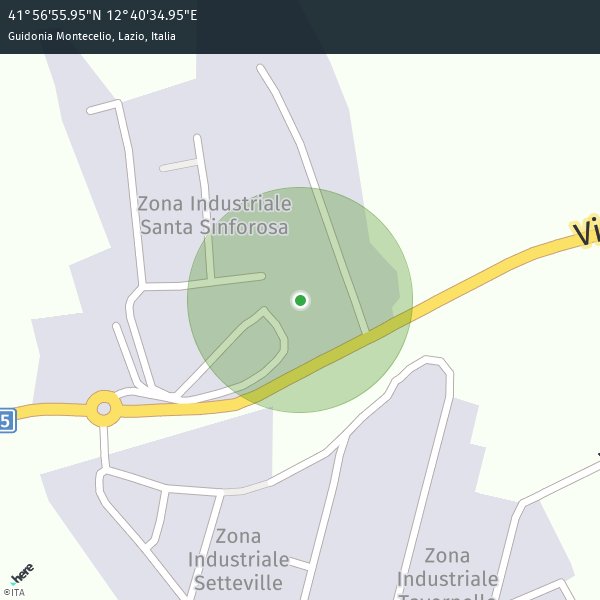 41°56'55.95"N 12°40'34.95"E
Guidonia Montecelio, Lazio, Italia
Zona Industriale
Santa Sinforosa
Vi
5
Zona
Industriale
Setteville
Zona
Industriale
Tavernelle
here
©ITA